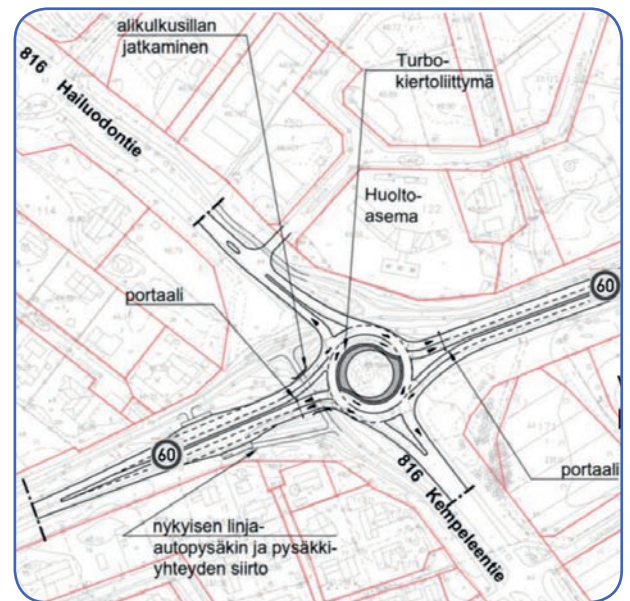 alikulkusillan
jatkaminen
Turbo-
kiertoliittymä
816 Hailuodontie
Huolto-
asema
portaali
60
60
portaali
816 Kempeleentie
nykyisen linja-
autopysäkin ja pysäkki-
yhteyden siirto